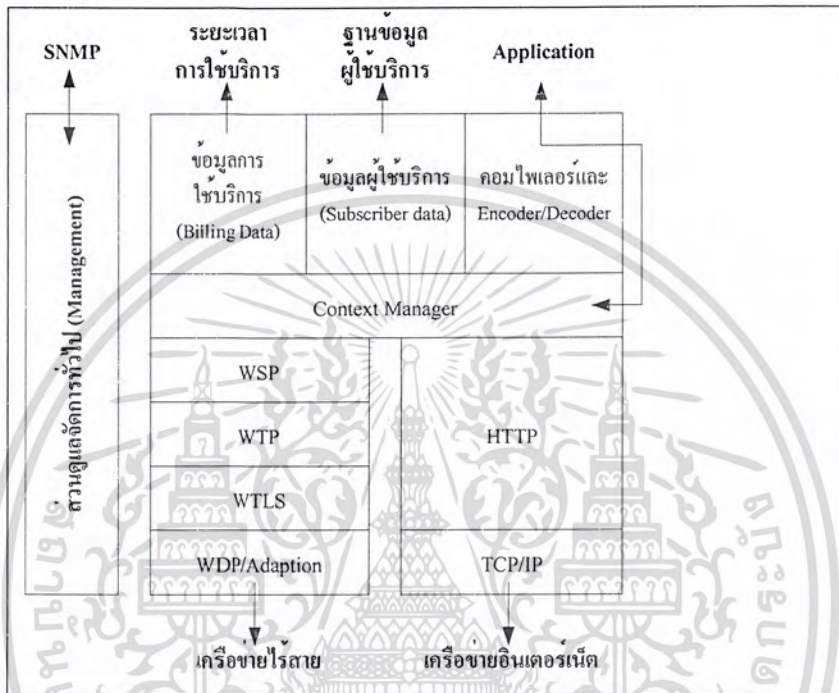 SNMP
ระยะเวลา
การใช้บริการ
ฐานข้อมูล
ผู้ใช้บริการ
Application
ส่วนดูแลจัดการทั่วไป (Management)
ข้อมูลการ
ใช้บริการ
(Biiling Data)
ข้อมูลผู้ใช้บริการ
(Subscriber data)
คอมไพเลอร์และ
Encoder/Decoder
Context Manager
WSP
WTP
WTLS
WDP/Adaption
HTTP
TCP/IP
เครือข่ายไร้สาย
เครือข่ายอินเตอร์เน็ต